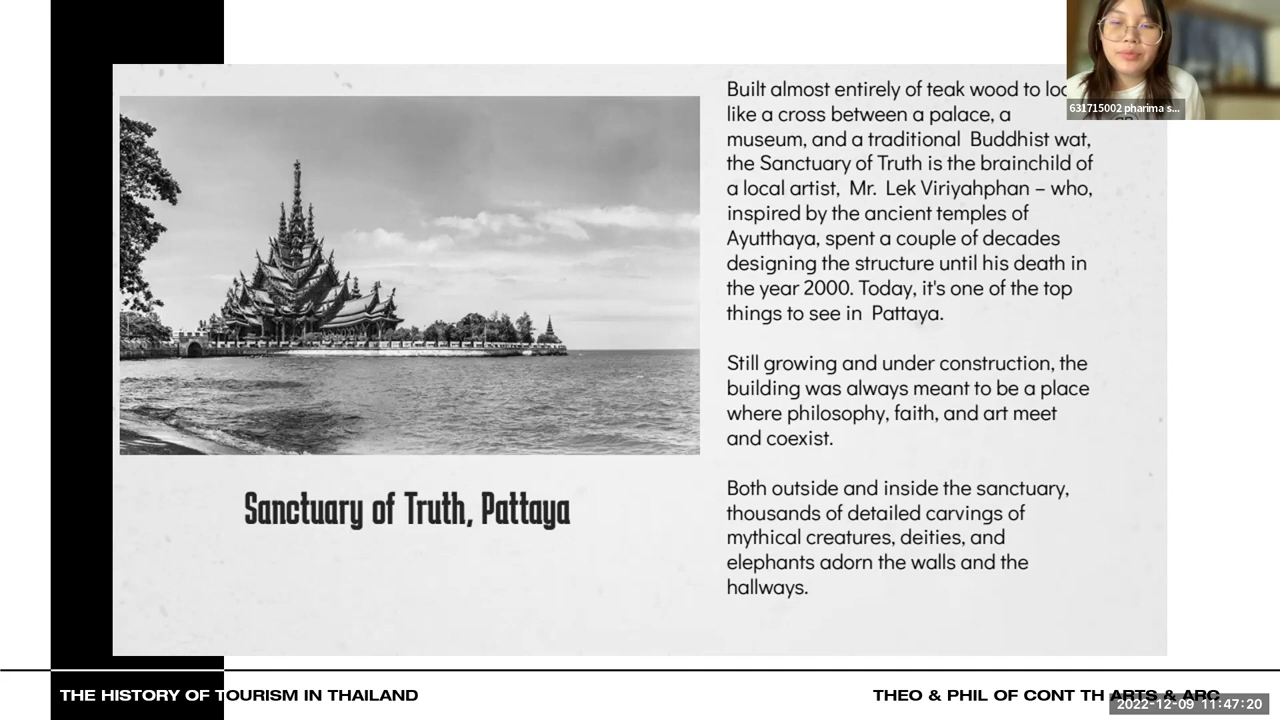 Built almost entirely of teak wood to
like a cross between a palace, a
museum, and a traditional Buddhist wat,
the Sanctuary of Truth is the brainchild of
a local artist, Mr. Lek Viriyahphan – who,
inspired by the ancient temples of
Ayutthaya, spent a couple of decades
designing the structure until his death in
the year 2000. Today, it's one of the top
things to see in Pattaya.
Still growing and under construction, the
building was always meant to be a place
where philosophy, faith, and art meet
and coexist.
Both outside and inside the sanctuary,
thousands of detailed carvings of
mythical creatures, deities, and
elephants adorn the walls and the
hallways.
Sanctuary of Truth, Pattaya
631715002 pharima s...
THE HISTORY OF TOURISM IN THAILAND
THEO & PHIL OF CONT TH ARTS & ARC
2022-12-09 11:47:20